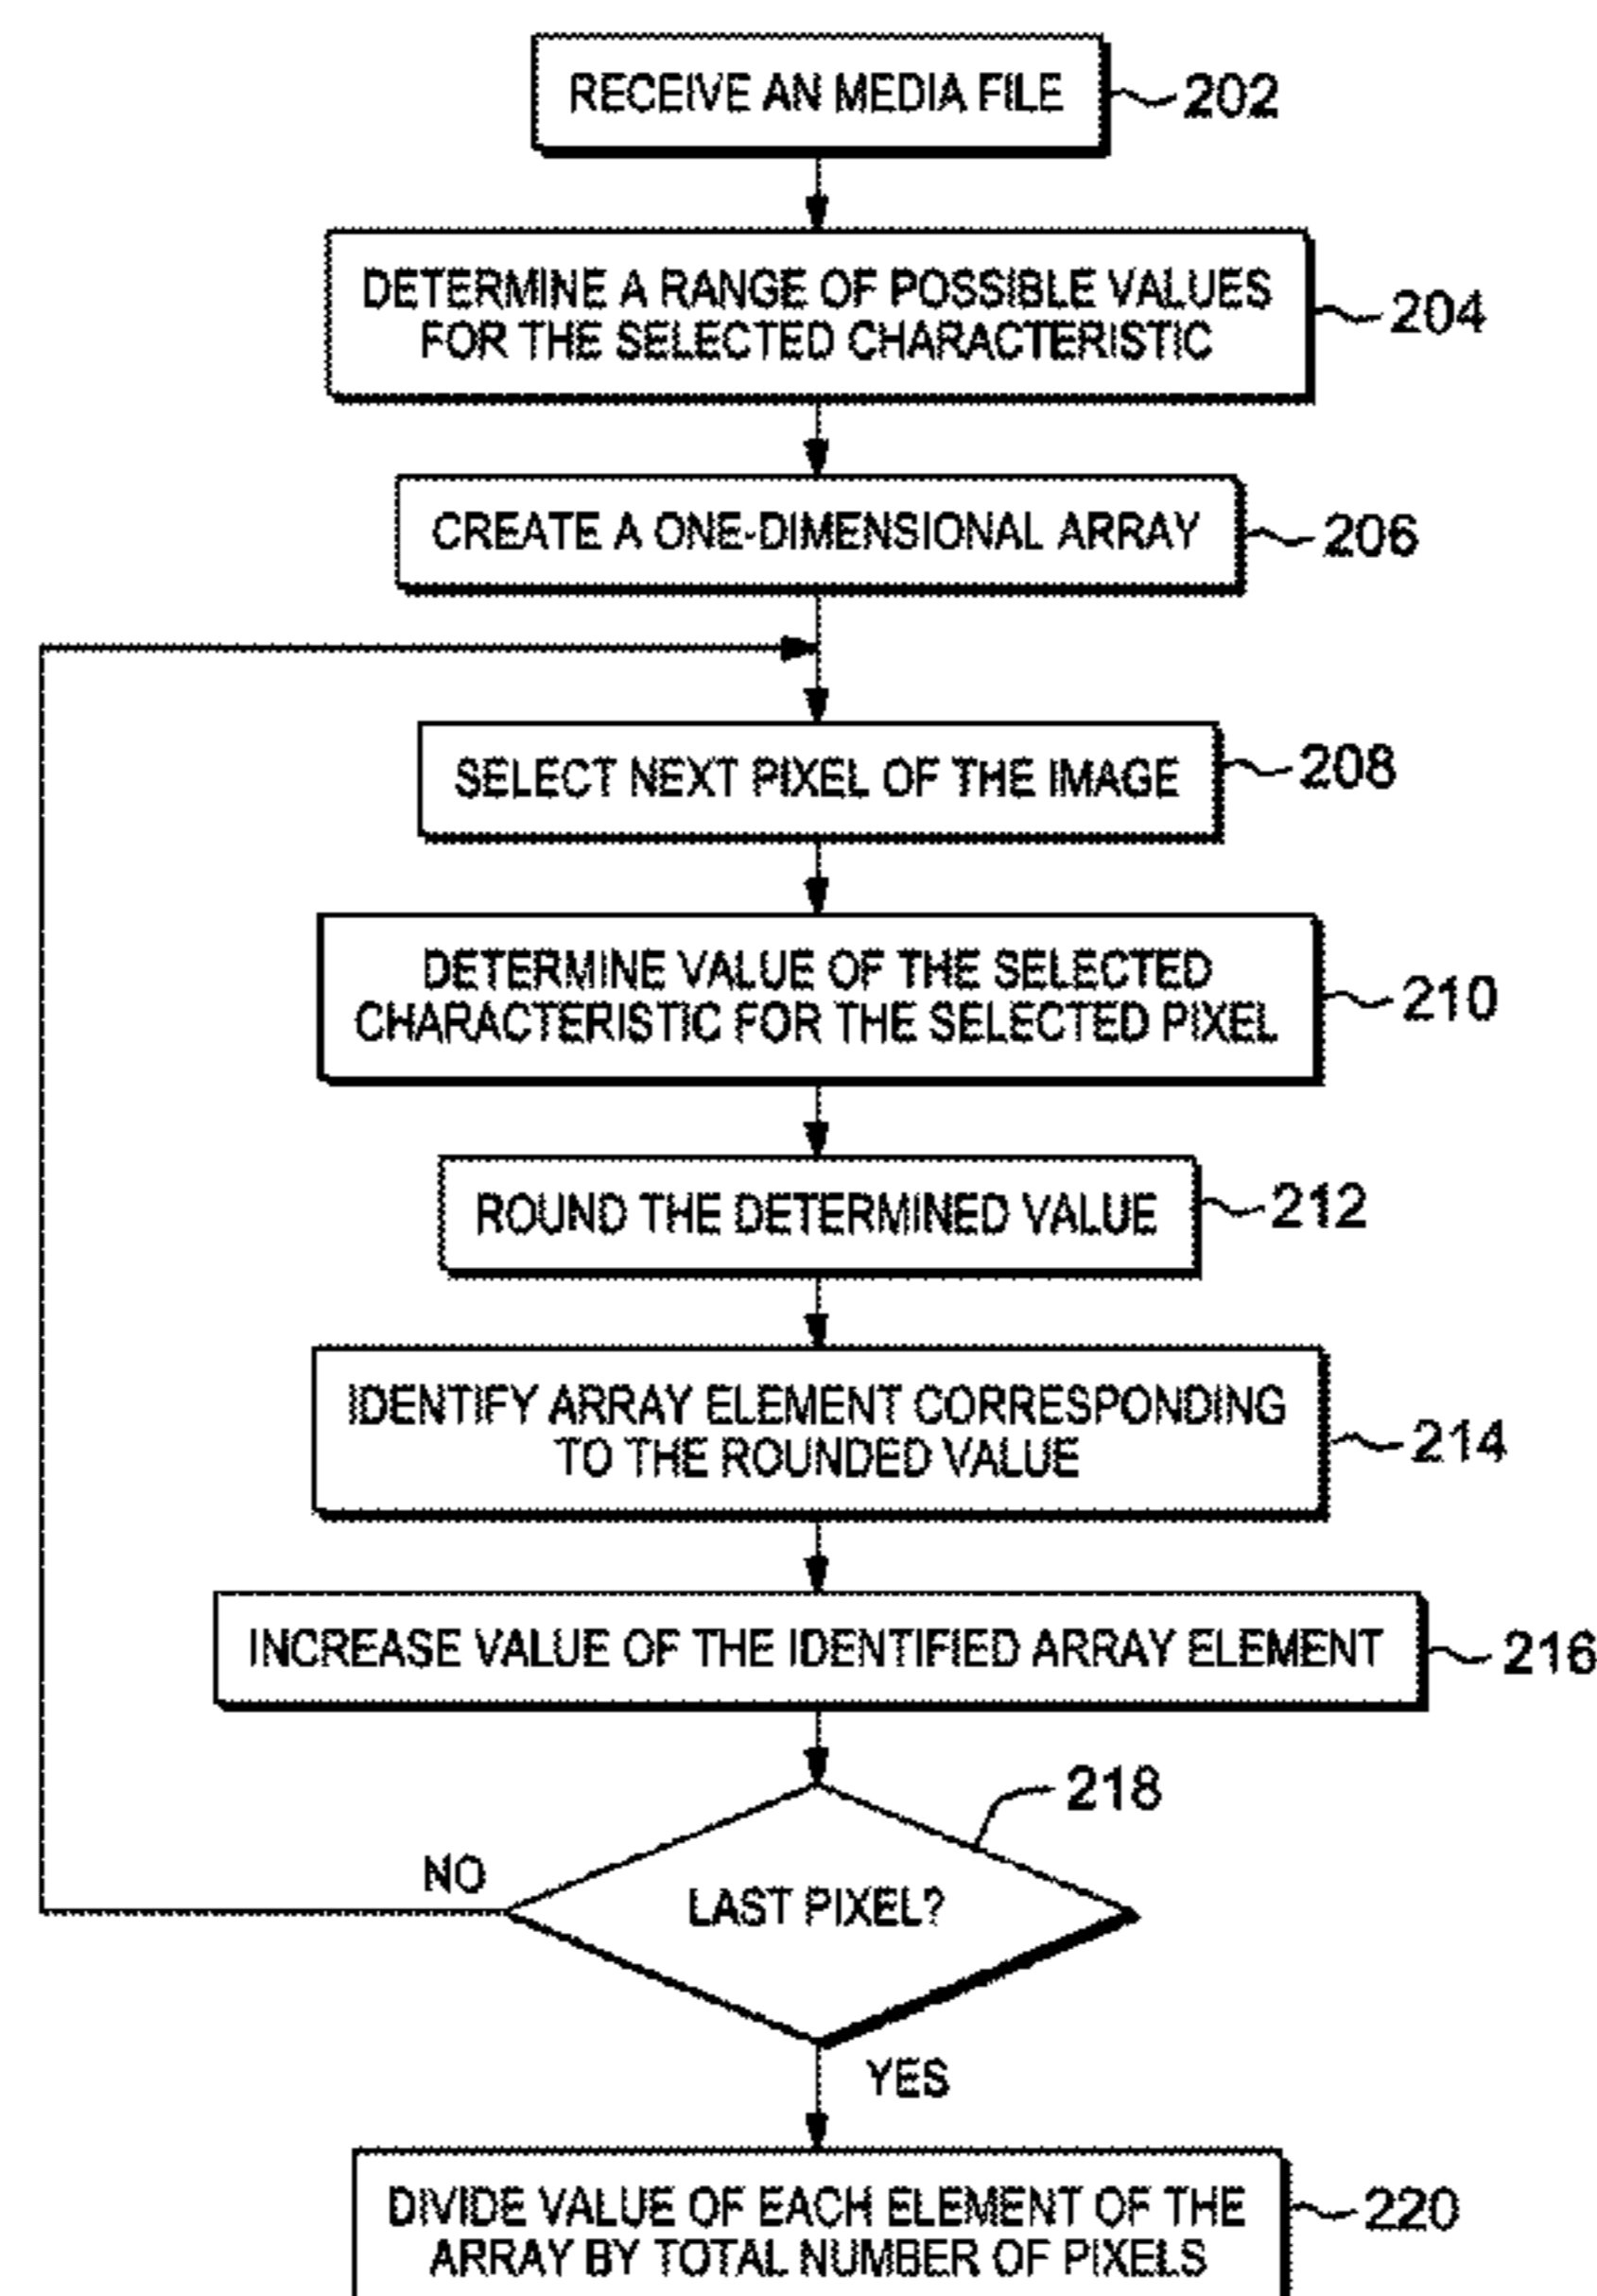 RECEIVE AN MEDIA FILE
202
DETERMINE A RANGE OF POSSIBLE VALUES
FOR THE SELECTED CHARACTERISTIC
204
CREATE A ONE-DIMENSIONAL ARRAY
206
SELECT NEXT PIXEL OF THE IMAGE
208
DETERMINE VALUE OF THE SELECTED
CHARACTERISTIC FOR THE SELECTED PIXEL
210
ROUND THE DETERMINED VALUE
212
IDENTIFY ARRAY ELEMENT CORRESPONDING
TO THE ROUNDED VALUE
214
INCREASE VALUE OF THE IDENTIFIED ARRAY ELEMENT
216
218
NO
LAST PIXEL?
YES
DIVIDE VALUE OF EACH ELEMENT OF THE
ARRAY BY TOTAL NUMBER OF PIXELS
220